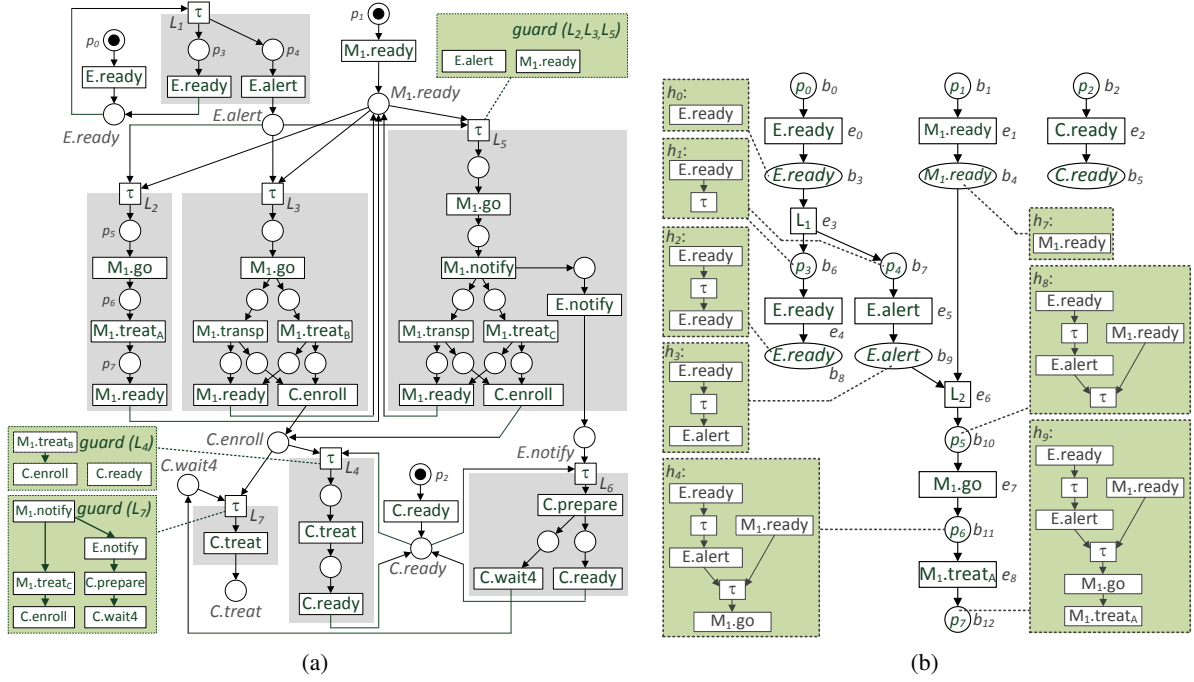 τ
L1
p0
p3
p4
E.ready
E.ready
E.alert
E.ready
E.alert
p1
M1.ready
M1.ready
guard (L2,L3,L5)
E.alert
M1.ready
τ
L2
p5
M1.go
p6
M1.treatA
p7
M1.ready
τ
L3
M1.go
M1.transp
M1.treatB
M1.ready
C.enroll
τ
L5
M1.go
M1.notify
E.notify
M1.transp
M1.treatC
M1.ready
C.enroll
guard (L4)
M1.treatB
C.enroll
C.ready
guard (L7)
M1.notify
E.notify
M1.treatC
C.prepare
C.enroll
C.wait4
C.enroll
C.wait4
τ
L7
C.treat
C.treat
τ
L4
C.treat
C.ready
p2
C.ready
C.ready
E.notify
τ
L6
C.prepare
C.wait4
C.ready
(a)
h0:
E.ready
h1:
E.ready
τ
h2:
E.ready
τ
E.ready
h3:
E.ready
τ
E.alert
h4:
E.ready
τ
M1.ready
E.alert
τ
M1.go
p0 b0
E.ready e0
E.ready b3
L1 e3
p3 b6
p4 b7
E.ready e4
E.alert e5
E.ready b8
E.alert b9
p1 b1
M1.ready e1
M1.ready b4
L2 e6
p5 b10
M1.go e7
p6 b11
M1.treatA e8
p7 b12
p2 b2
C.ready e2
C.ready b5
h7:
M1.ready
h8:
E.ready
τ
M1.ready
E.alert
τ
h9:
E.ready
τ
M1.ready
E.alert
τ
M1.go
M1.treatA
(b)